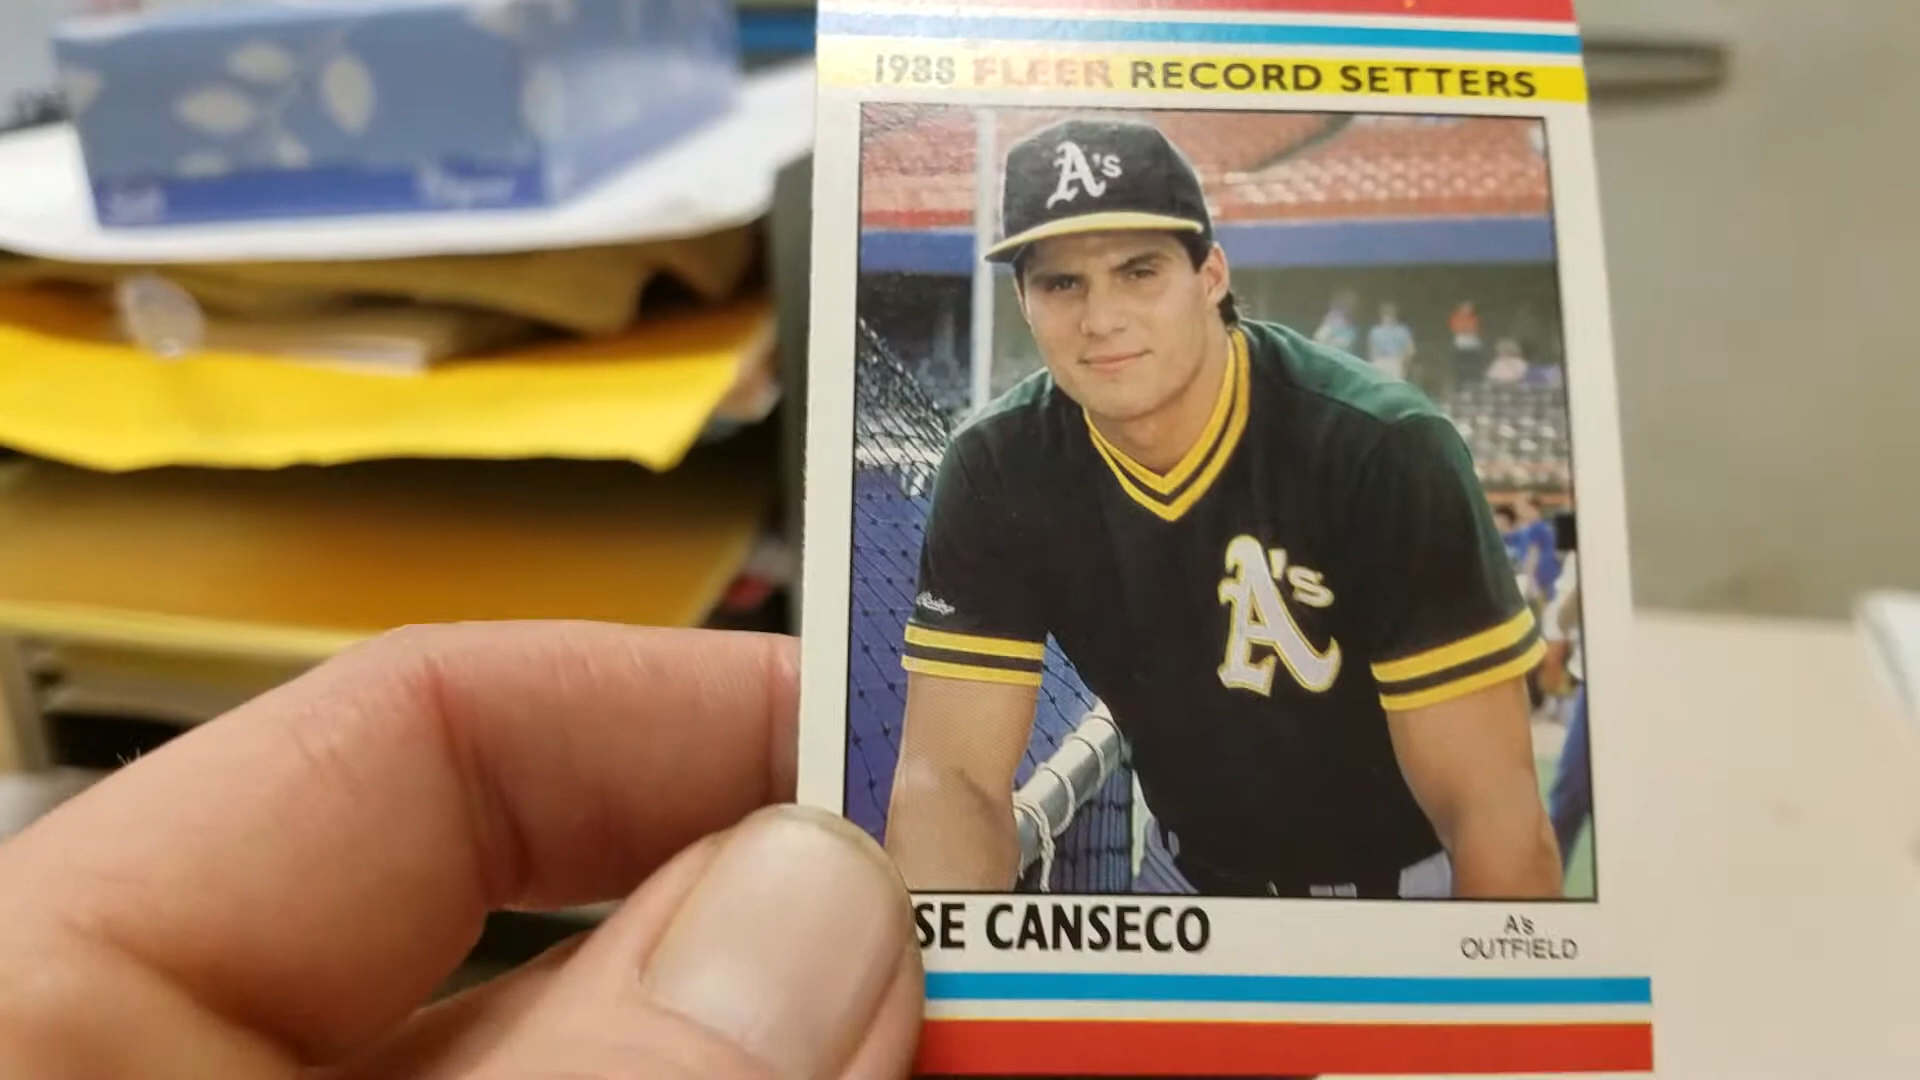 1988 FLEER RECORD SETTERS
A's
A's
SE CANSECO
A's
OUTFIELD